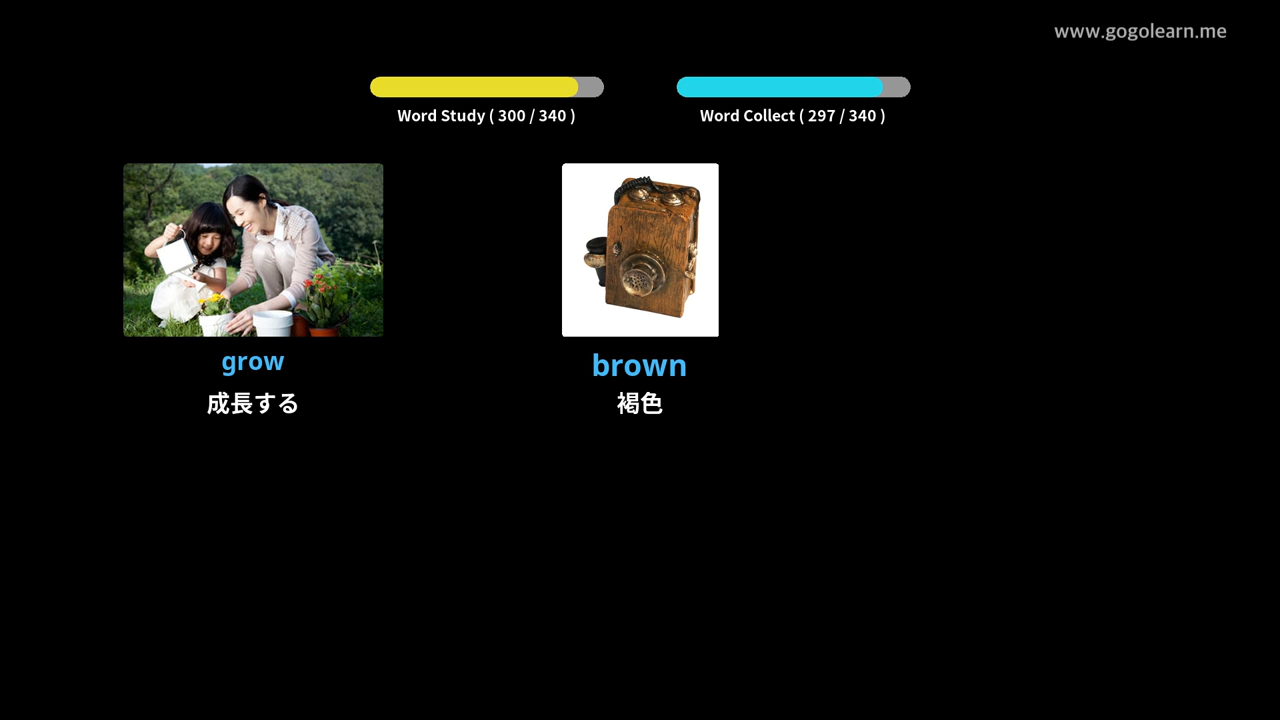 www.gogolearn.me
Word Study ( 300 / 340 )
Word Collect ( 297 / 340 )
grow
成長する
brown
褐色